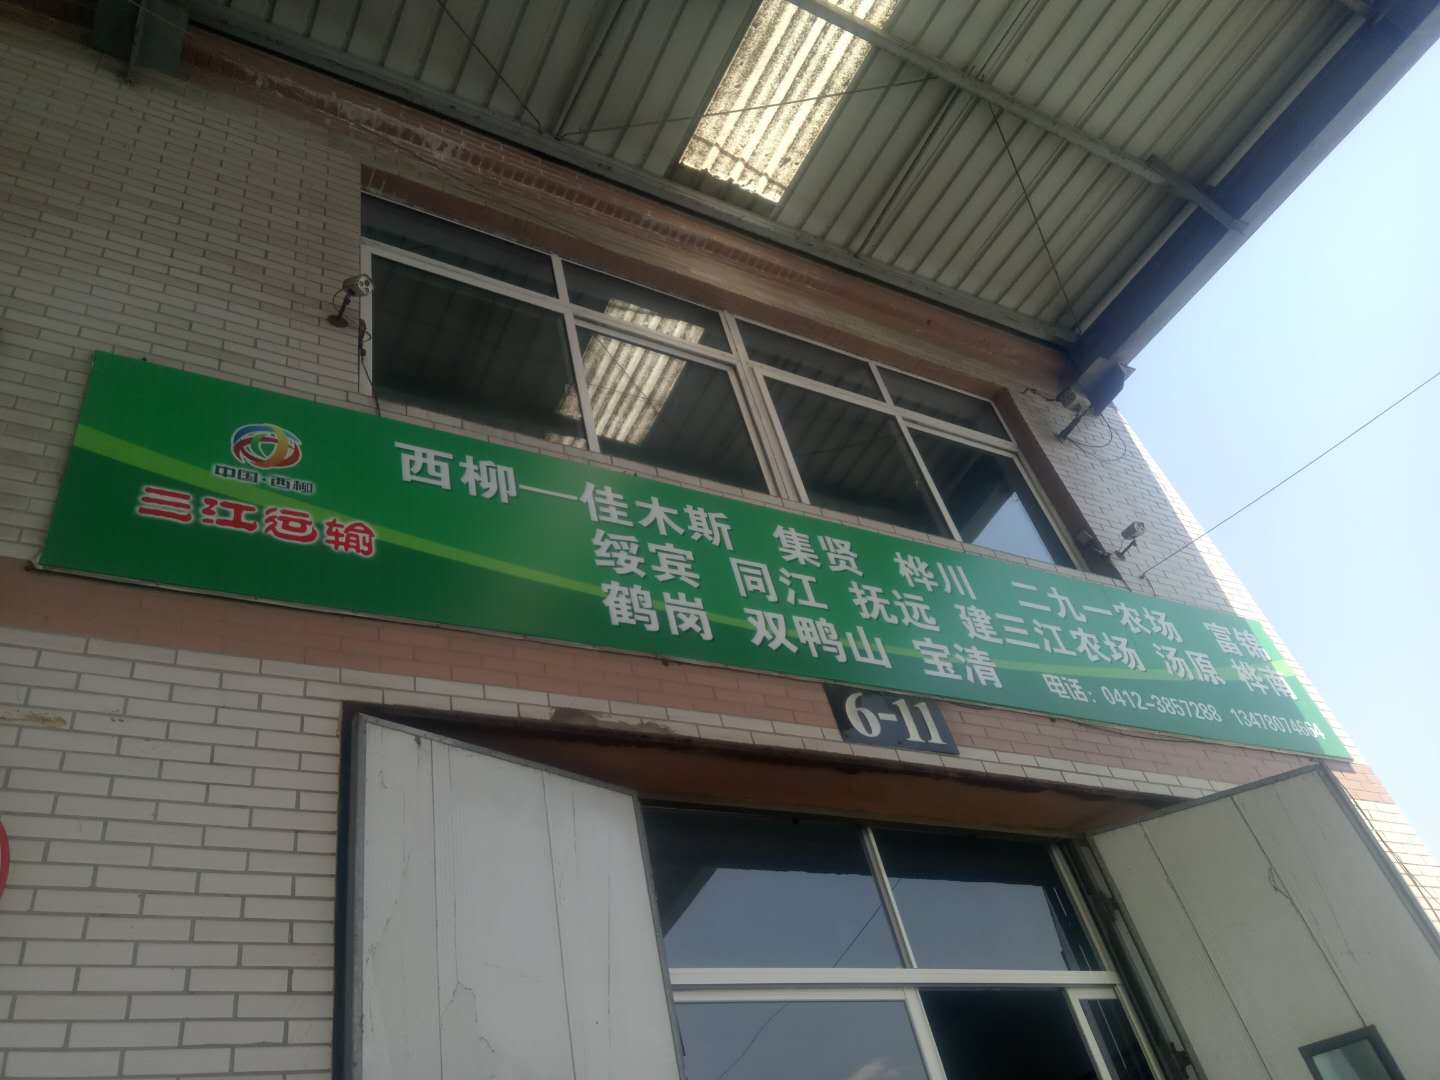 中国·西柳
三江运输
西柳—佳木斯 集贤 桦川 二九一农场 富锦
绥宾 同江 抚远 建三江农场 汤原 桦南
鹤岗 双鸭山 宝清
电话：0412-3857288 13478074664
6-11